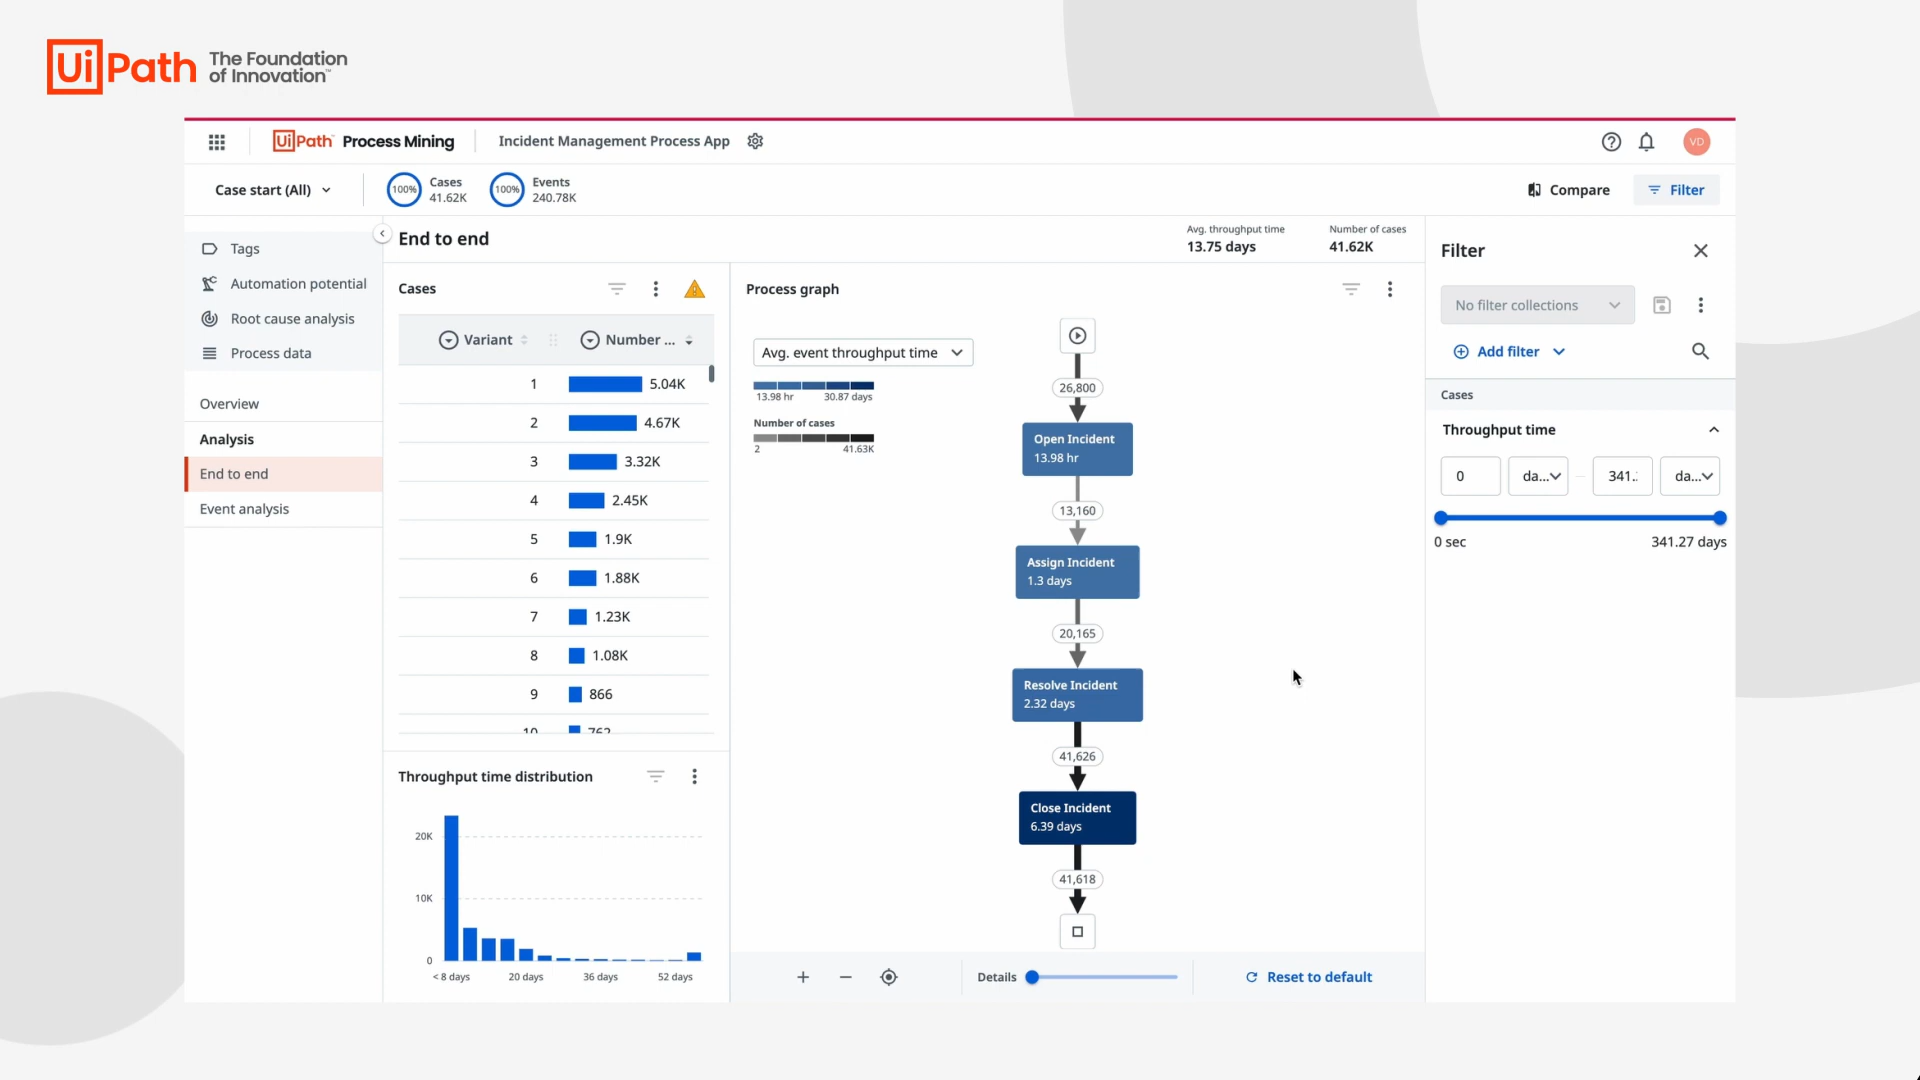 UiPath The Foundation
of Innovation™
UiPath Process Mining
Incident Management Process App
VD
Case start (All)
100%
Cases
41.62K
100%
Events
240.78K
Compare
Filter
Tags
Automation potential
Root cause analysis
Process data
Overview
Analysis
End to end
Event analysis
End to end
Avg. throughput time
13.75 days
Number of cases
41.62K
Cases
Variant Number ...
1 5.04K
2 4.67K
3 3.32K
4 2.45K
5 1.9K
6 1.88K
7 1.23K
8 1.08K
9 866
10 762
Throughput time distribution
20K
10K
0
< 8 days 20 days 36 days 52 days
Process graph
Avg. event throughput time
13.98 hr 30.87 days
Number of cases
2 41.63K
26,800
Open Incident
13.98 hr
13,160
Assign Incident
1.3 days
20,165
Resolve Incident
2.32 days
41,626
Close Incident
6.39 days
41,618
Details
Reset to default
Filter
No filter collections
Add filter
Cases
Throughput time
0 da... – 341.: da...
0 sec 341.27 days